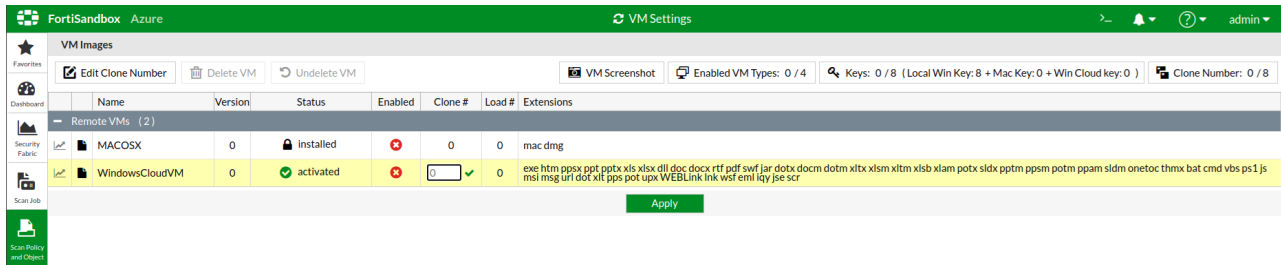 FortiSandbox Azure
VM Settings
admin
VM Images
Edit Clone Number
Delete VM
Undelete VM
VM Screenshot
Enabled VM Types: 0 / 4
Keys: 0 / 8 (Local Win Key: 8 + Mac Key: 0 + Win Cloud key: 0 )
Clone Number: 0 / 8
Name Version Status Enabled Clone # Load # Extensions
Remote VMs (2)
MACOSX 0 installed 0 0 mac dmg
WindowsCloudVM 0 activated 0 0 exe htm ppsx ppt pptx xls xlsx dll doc docx rtf pdf swf jar dotx docm dotm xltx xlsm xltm xlsb xlam potx sldx pptm ppsm potm ppam sldm onetoc thmx bat cmd vbs ps1 js
msi msg url dot xlt pps pot upx WEBLink lnk wsf eml iqy jse scr
Apply
Favorites
Dashboard
Security
Fabric
Scan Job
Scan Policy
and Object